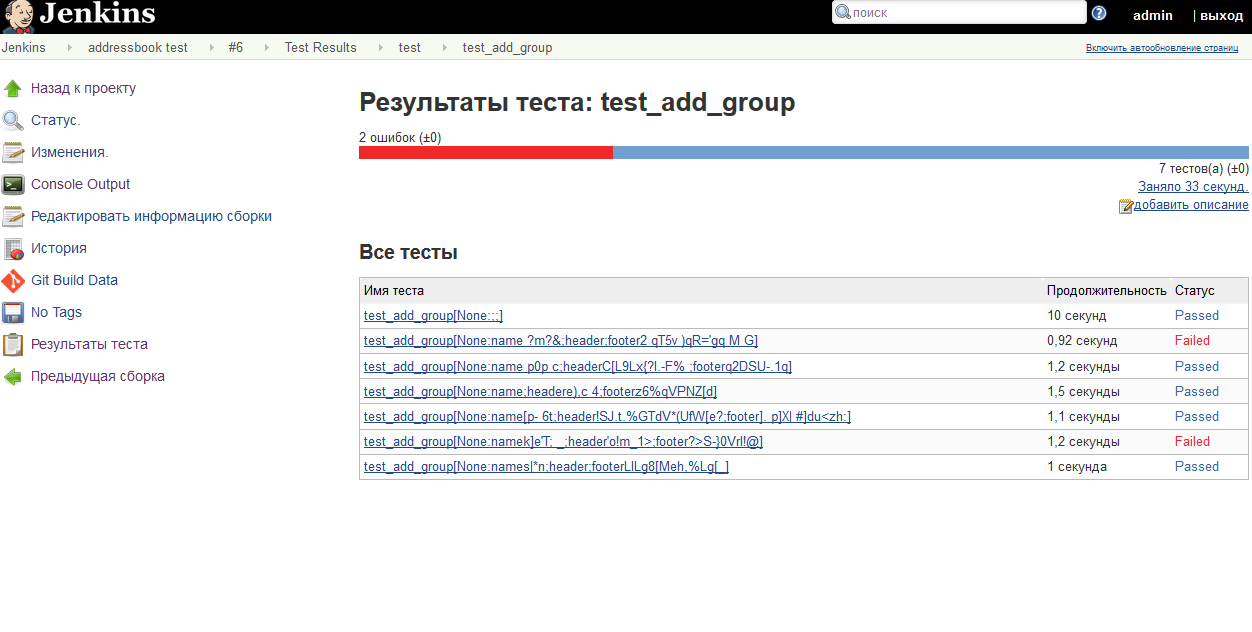 Jenkins
поиск
admin
| выход
Jenkins
addressbook test
#6
Test Results
test
test_add_group
Включить автообновление страниц
Назад к проекту
Статус.
Изменения.
Console Output
Редактировать информацию сборки
История
Git Build Data
No Tags
Результаты теста
Предыдущая сборка
Результаты теста: test_add_group
2 ошибок (±0)
7 тестов(а) (±0)
Заняло 33 секунд.
добавить описание
Все тесты
Имя теста Продолжительность Статус
test_add_group[None:;;] 10 секунд Passed
test_add_group[None:name ?m?&;header;footer2 qT5v )qR='gq M G] 0,92 секунд Failed
test_add_group[None:name p0p c;headerC[L9Lx{?I.-F% ;footerq2DSU-.1q] 1,2 секунды Passed
test_add_group[None:name;headere).c 4;footerz6%qVPNZ[d] 1,5 секунды Passed
test_add_group[None:name[p- 6t;header!SJ.t.%GTdV*(UfW[e?;footer]. p]Xl #]du<zh:] 1,1 секунды Passed
test_add_group[None:namek]e'T; _;header'o!m_1>;footer?>S-}0Vrl!@] 1,2 секунды Failed
test_add_group[None:names|*n;header;footerLlLg8[Meh,%Lg[_] 1 секунда Passed